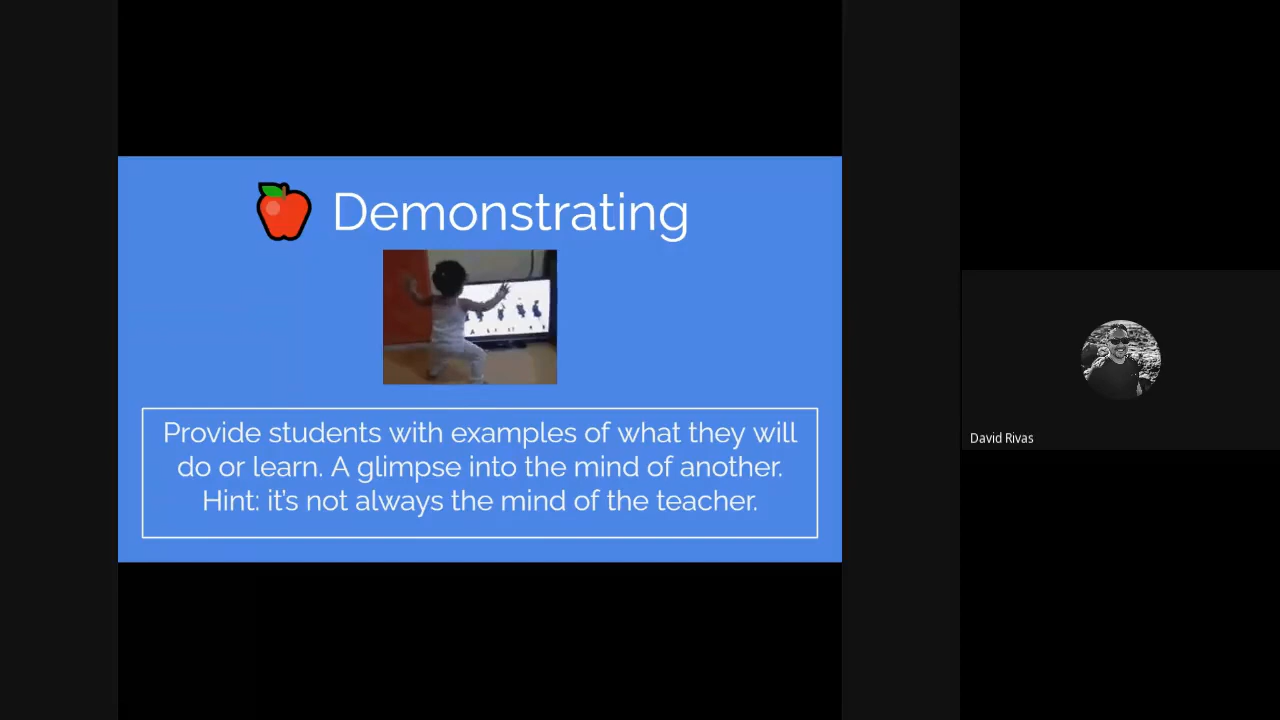 Demonstrating
Provide students with examples of what they will
do or learn. A glimpse into the mind of another.
Hint: it's not always the mind of the teacher.
David Rivas